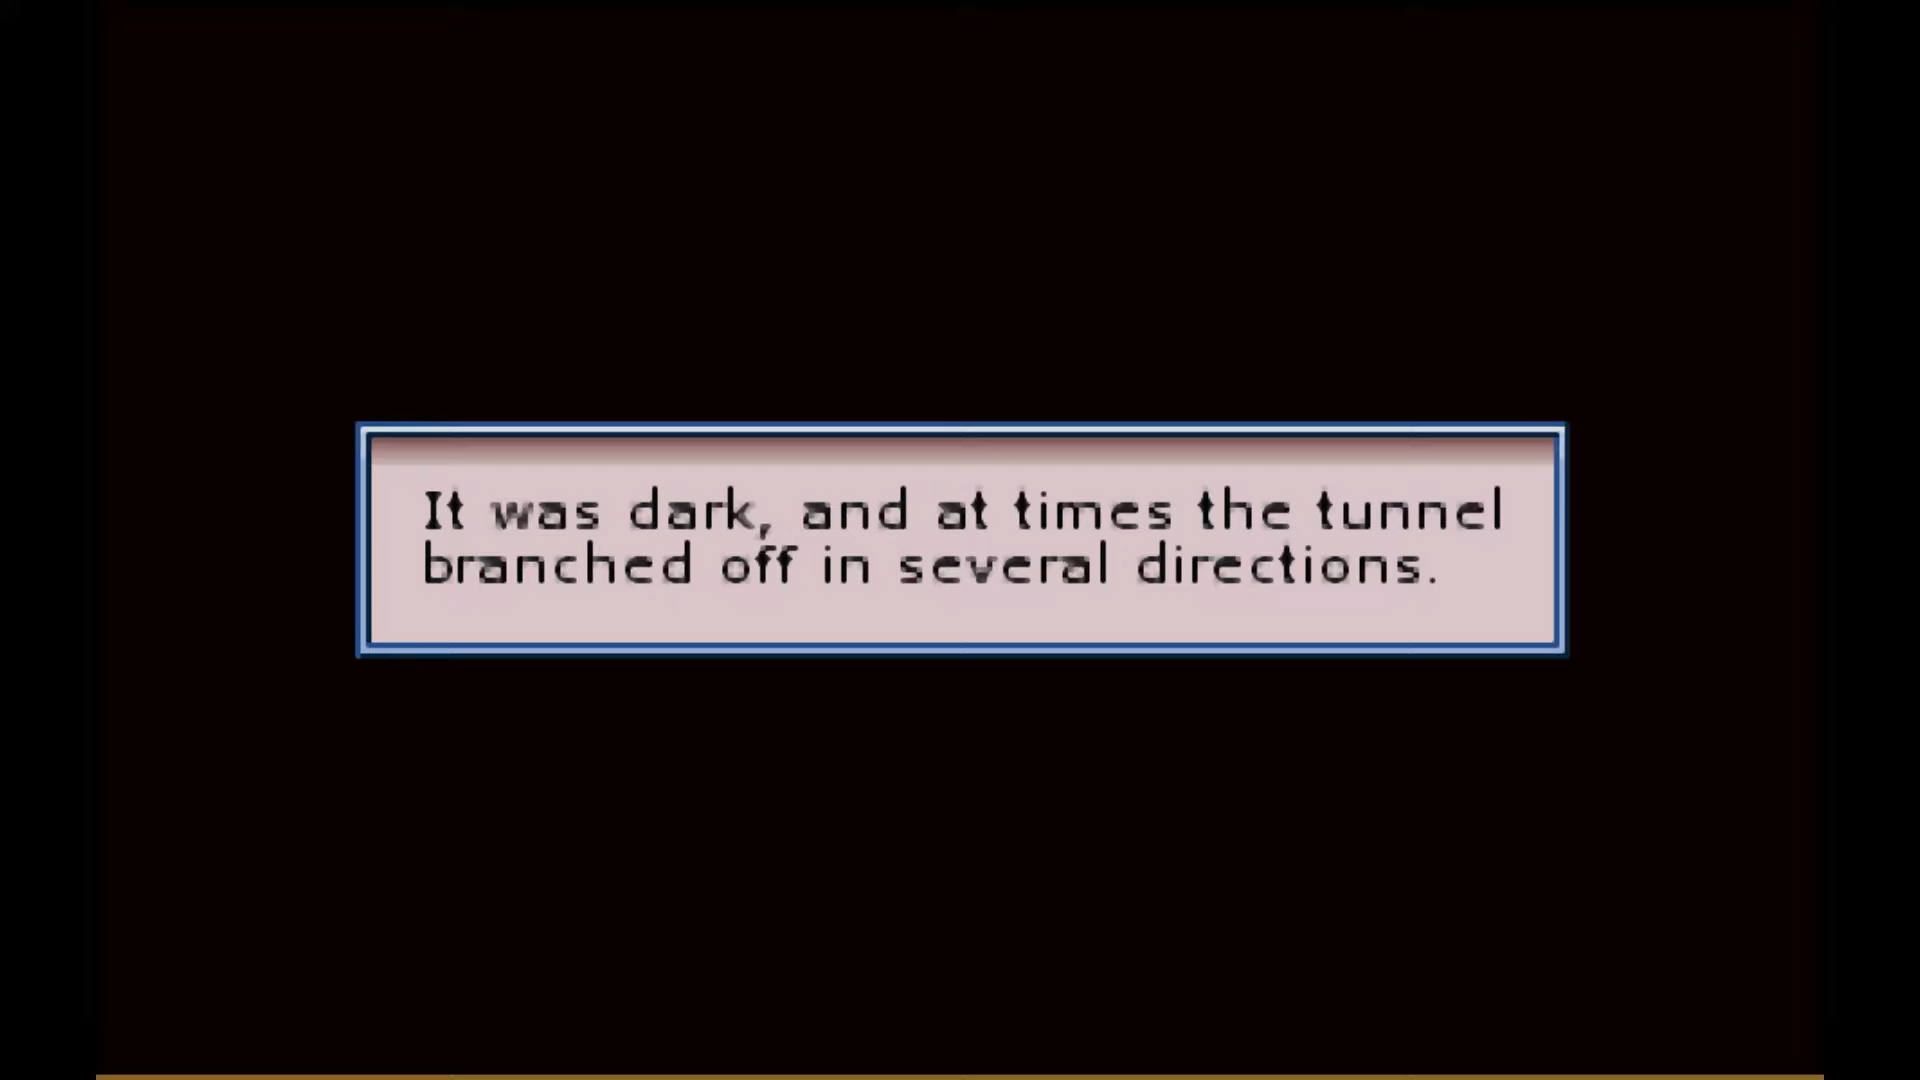 It was dark, and at times the tunnel
branched off in several directions.